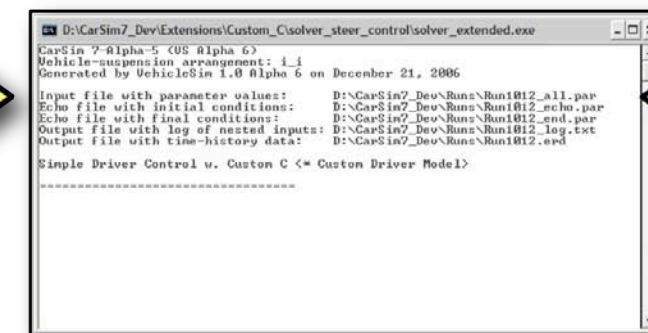 D:\CarSim7_Dev\Extensions\Custom_C\solver_steer_control\solver_extended.exe
CarSim 7-Alpha-5 (VS Alpha 6)
Vehicle-suspension arrangement: i_i
Generated by VehicleSim 1.0 Alpha 6 on December 21, 2006
Input file with parameter values: D:\CarSim7_Dev\Runs\Run1012_all.par
Echo file with initial conditions: D:\CarSim7_Dev\Runs\Run1012_echo.par
Echo file with final conditions: D:\CarSim7_Dev\Runs\Run1012_end.par
Output file with log of nested inputs: D:\CarSim7_Dev\Runs\Run1012_log.txt
Output file with time-history data: D:\CarSim7_Dev\Runs\Run1012.erd
Simple Driver Control w. Custom C <* Custom Driver Model>
==================================